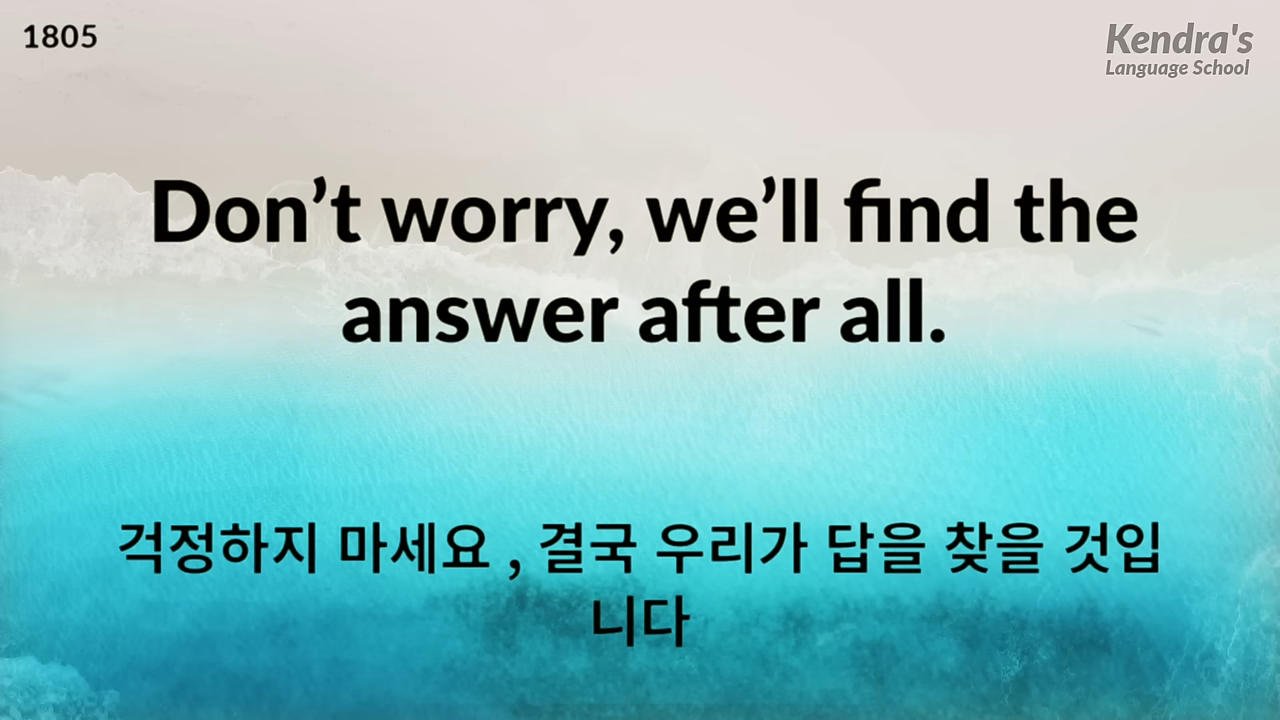 1805
Kendra's
Language School
Don’t worry, we’ll find the
answer after all.
걱정하지 마세요 , 결국 우리가 답을 찾을 것입
니다